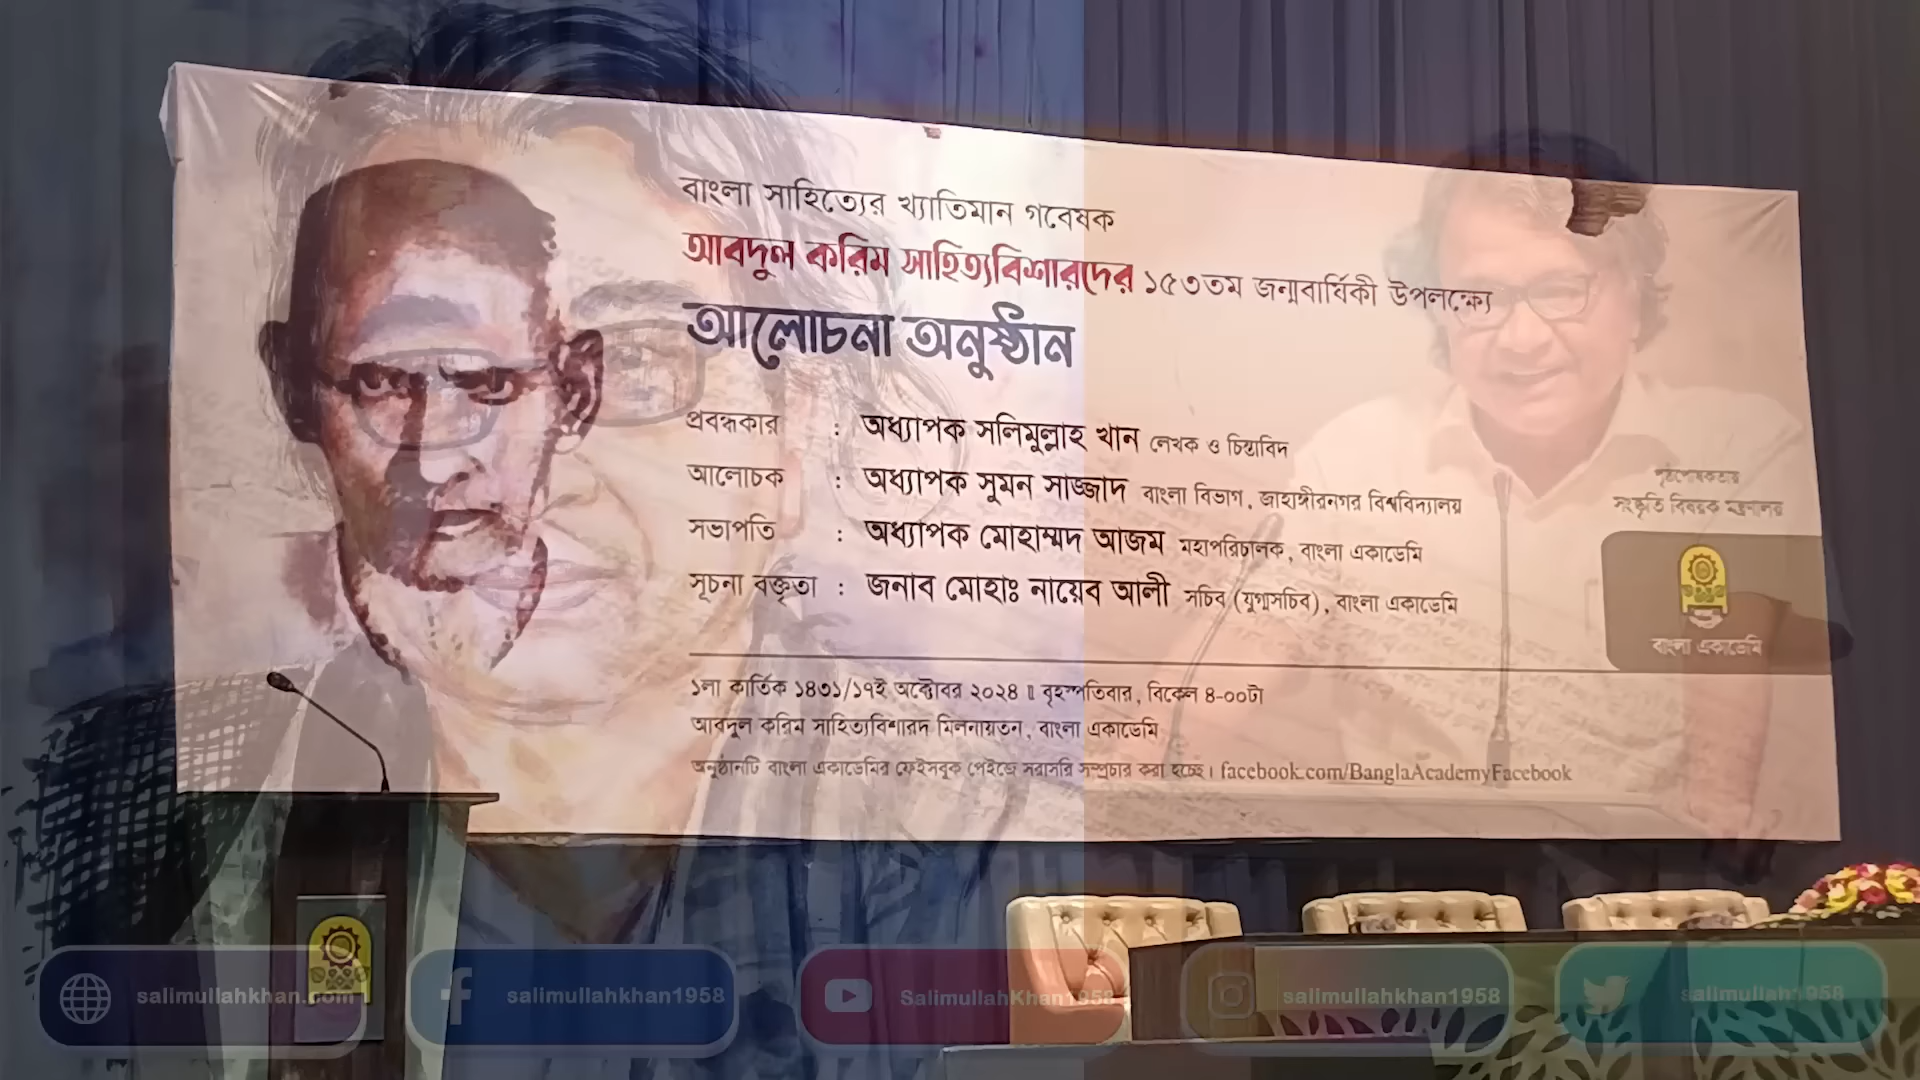 বাংলা সাহিত্যের খ্যাতিমান গবেষক
আবদুল করিম সাহিত্যবিশারদের ১৫৩তম জন্মবার্ষিকী উপলক্ষ্যে
আলোচনা অনুষ্ঠান
প্রবন্ধকার : অধ্যাপক সলিমুল্লাহ খান লেখক ও চিন্তাবিদ
আলোচক : অধ্যাপক সুমন সাজ্জাদ বাংলা বিভাগ, জাহাঙ্গীরনগর বিশ্ববিদ্যালয়
সভাপতি : অধ্যাপক মোহাম্মদ আজম মহাপরিচালক, বাংলা একাডেমি
সূচনা বক্তৃতা : জনাব মোহাঃ নায়েব আলী সচিব (যুগ্মসচিব), বাংলা একাডেমি
পৃষ্ঠপোষকতায়
সংস্কৃতি বিষয়ক মন্ত্রণালয়
বাংলা একাডেমি
১লা কার্তিক ১৪৩১/১৭ই অক্টোবর ২০২৪ ॥ বৃহস্পতিবার, বিকেল ৪-০০টা
আবদুল করিম সাহিত্যবিশারদ মিলনায়তন, বাংলা একাডেমি
অনুষ্ঠানটি বাংলা একাডেমির ফেইসবুক পেইজে সরাসরি সম্প্রচার করা হচ্ছে। facebook.com/BanglaAcademyFacebook
salimullahkhan.com
salimullahkhan1958
SalimullahKhan1958
salimullahkhan1958
salimullah1958